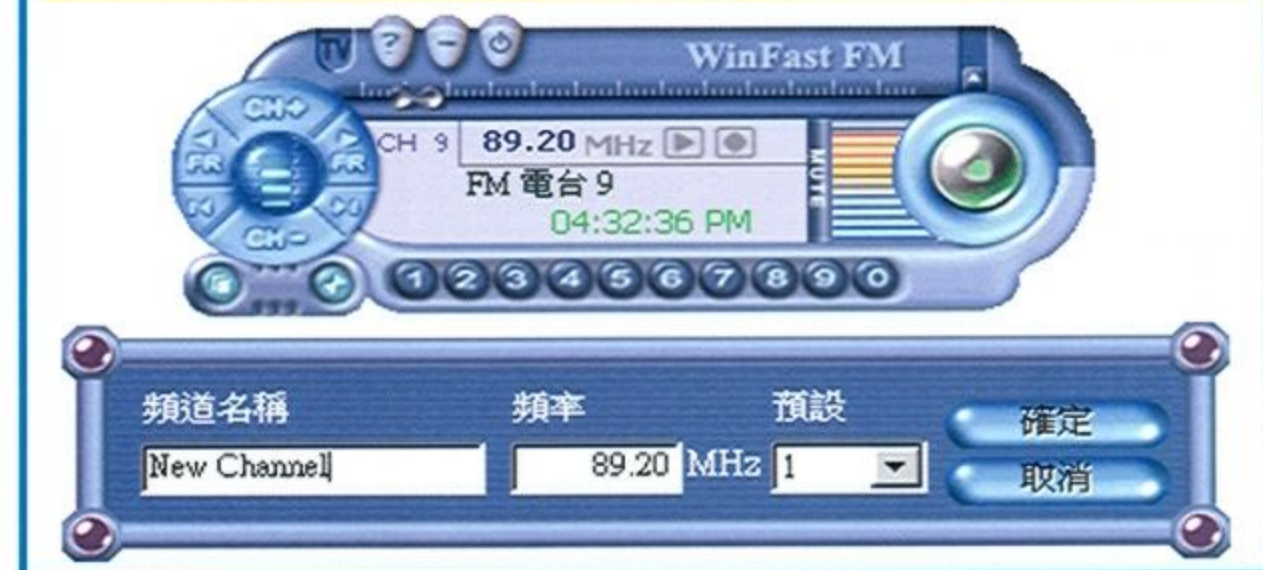 TV ? WinFast FM
CH+
FR FR
CH 9 89.20 MHz
MUTE
FM 電台 9
04:32:36 PM
CH-
1 2 3 4 5 6 7 8 9 0
頻道名稱 頻率 預設
New Channel 89.20 MHz 1
確定
取消